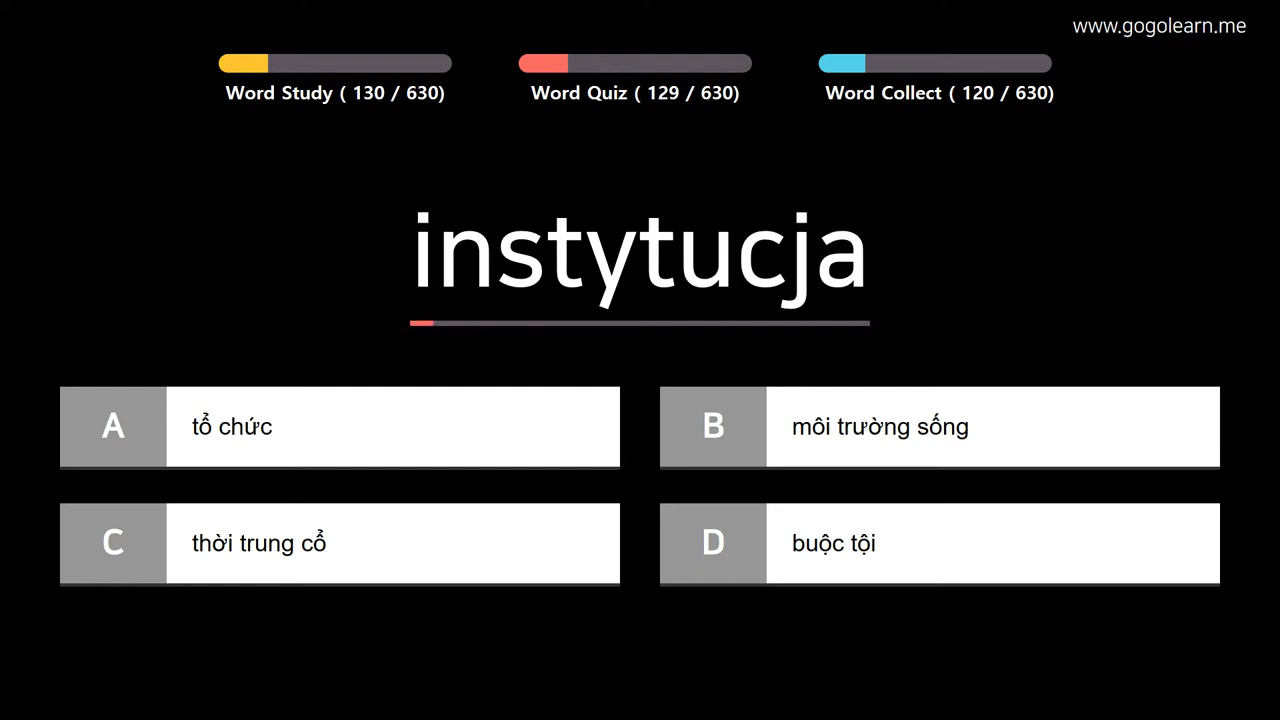 www.gogolearn.me
Word Study ( 130 / 630)
Word Quiz ( 129 / 630)
Word Collect ( 120 / 630)
instytucja
A tổ chức
B môi trường sống
C thời trung cổ
D buộc tội